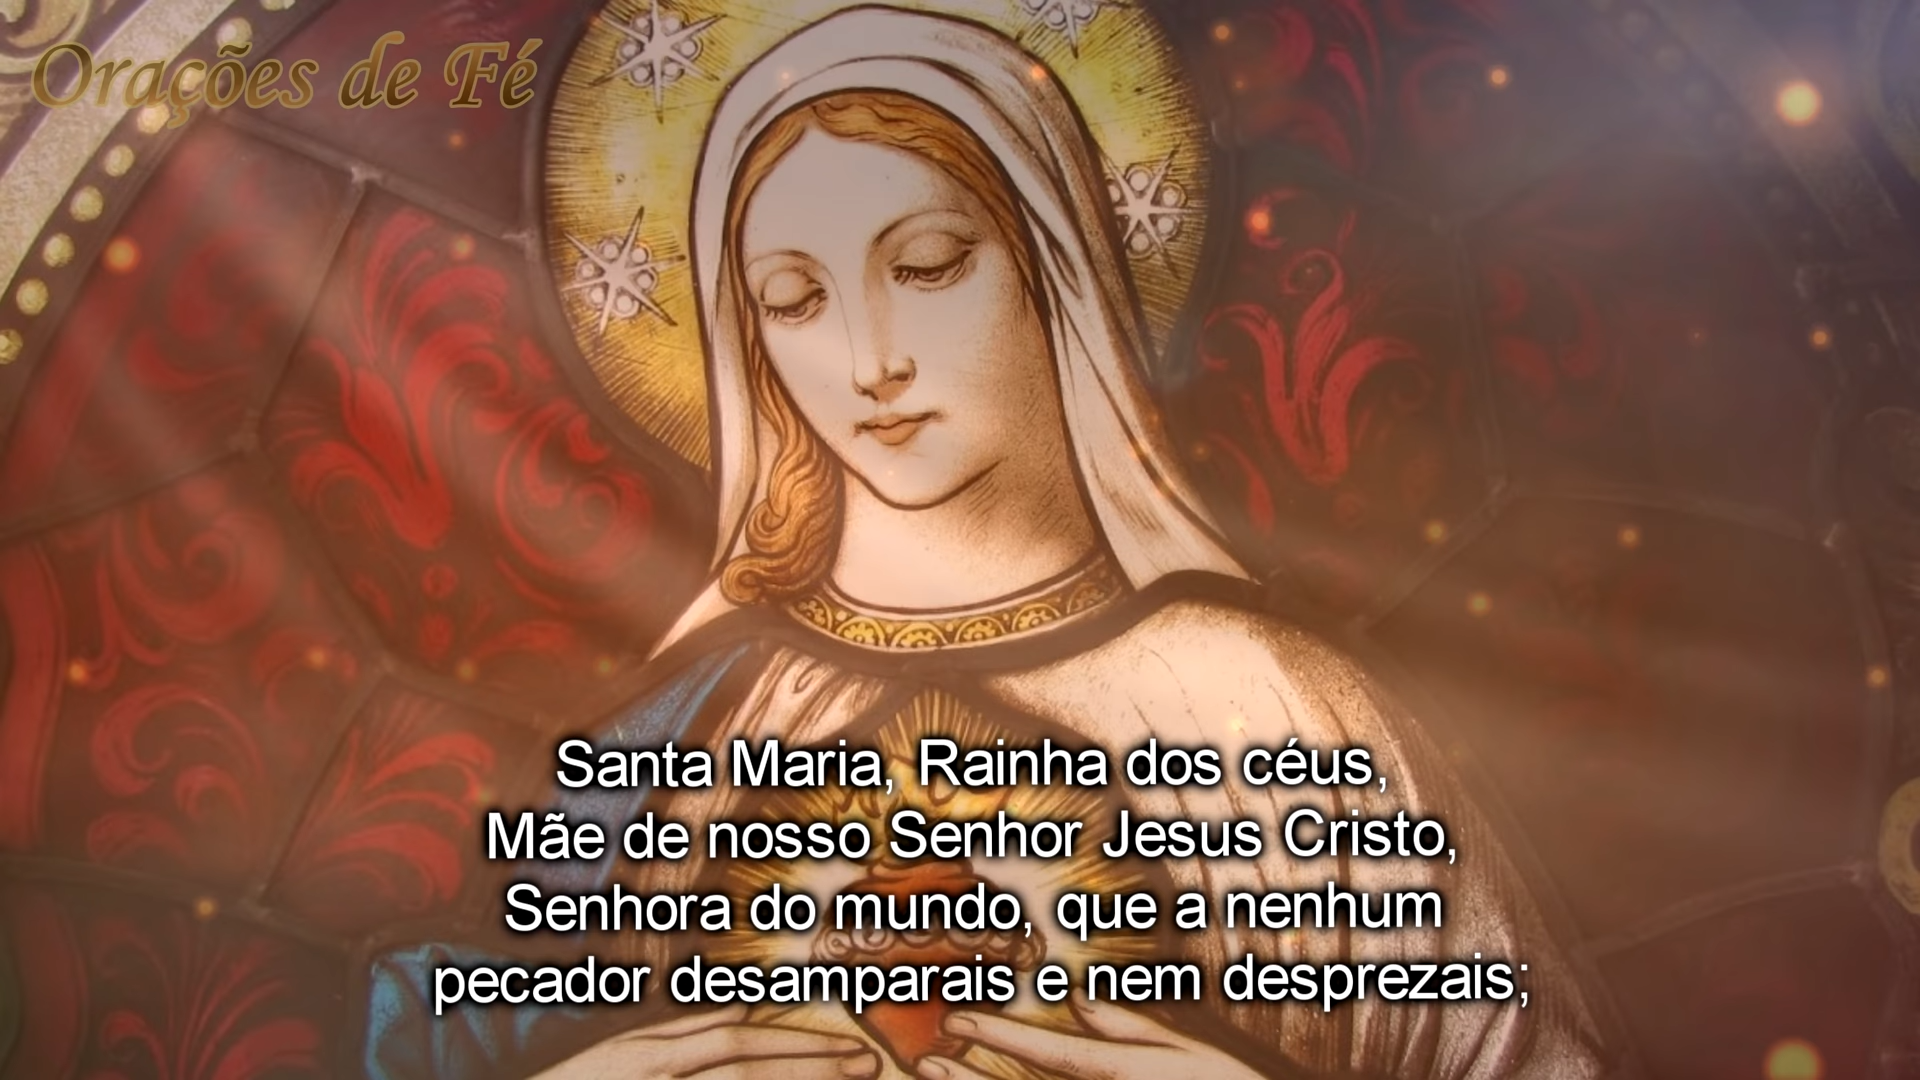 Orações de Fé
Santa Maria, Rainha dos céus,
Mãe de nosso Senhor Jesus Cristo,
Senhora do mundo, que a nenhum
pecador desamparais e nem desprezais;